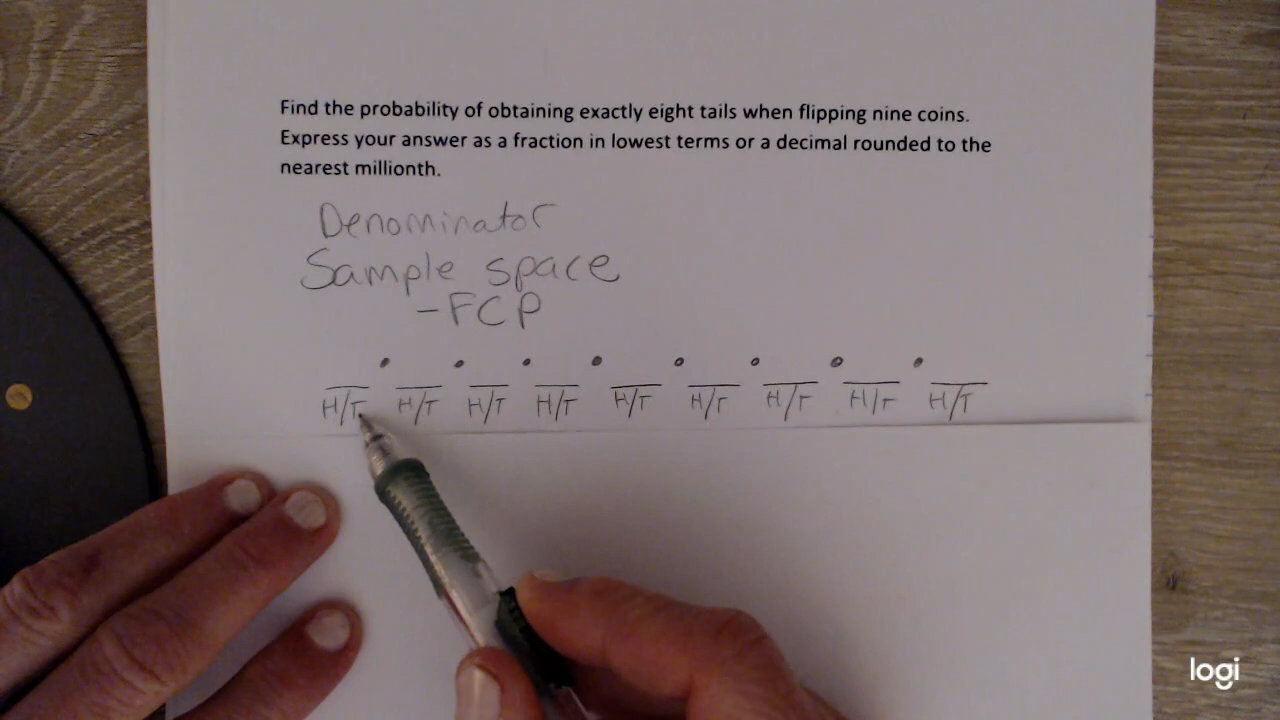 Find the probability of obtaining exactly eight tails when flipping nine coins.
Express your answer as a fraction in lowest terms or a decimal rounded to the
nearest millionth.
Denominator
Sample space
-FCP
H/T H/T H/T H/T H/T H/T H/T H/T H/T
logi